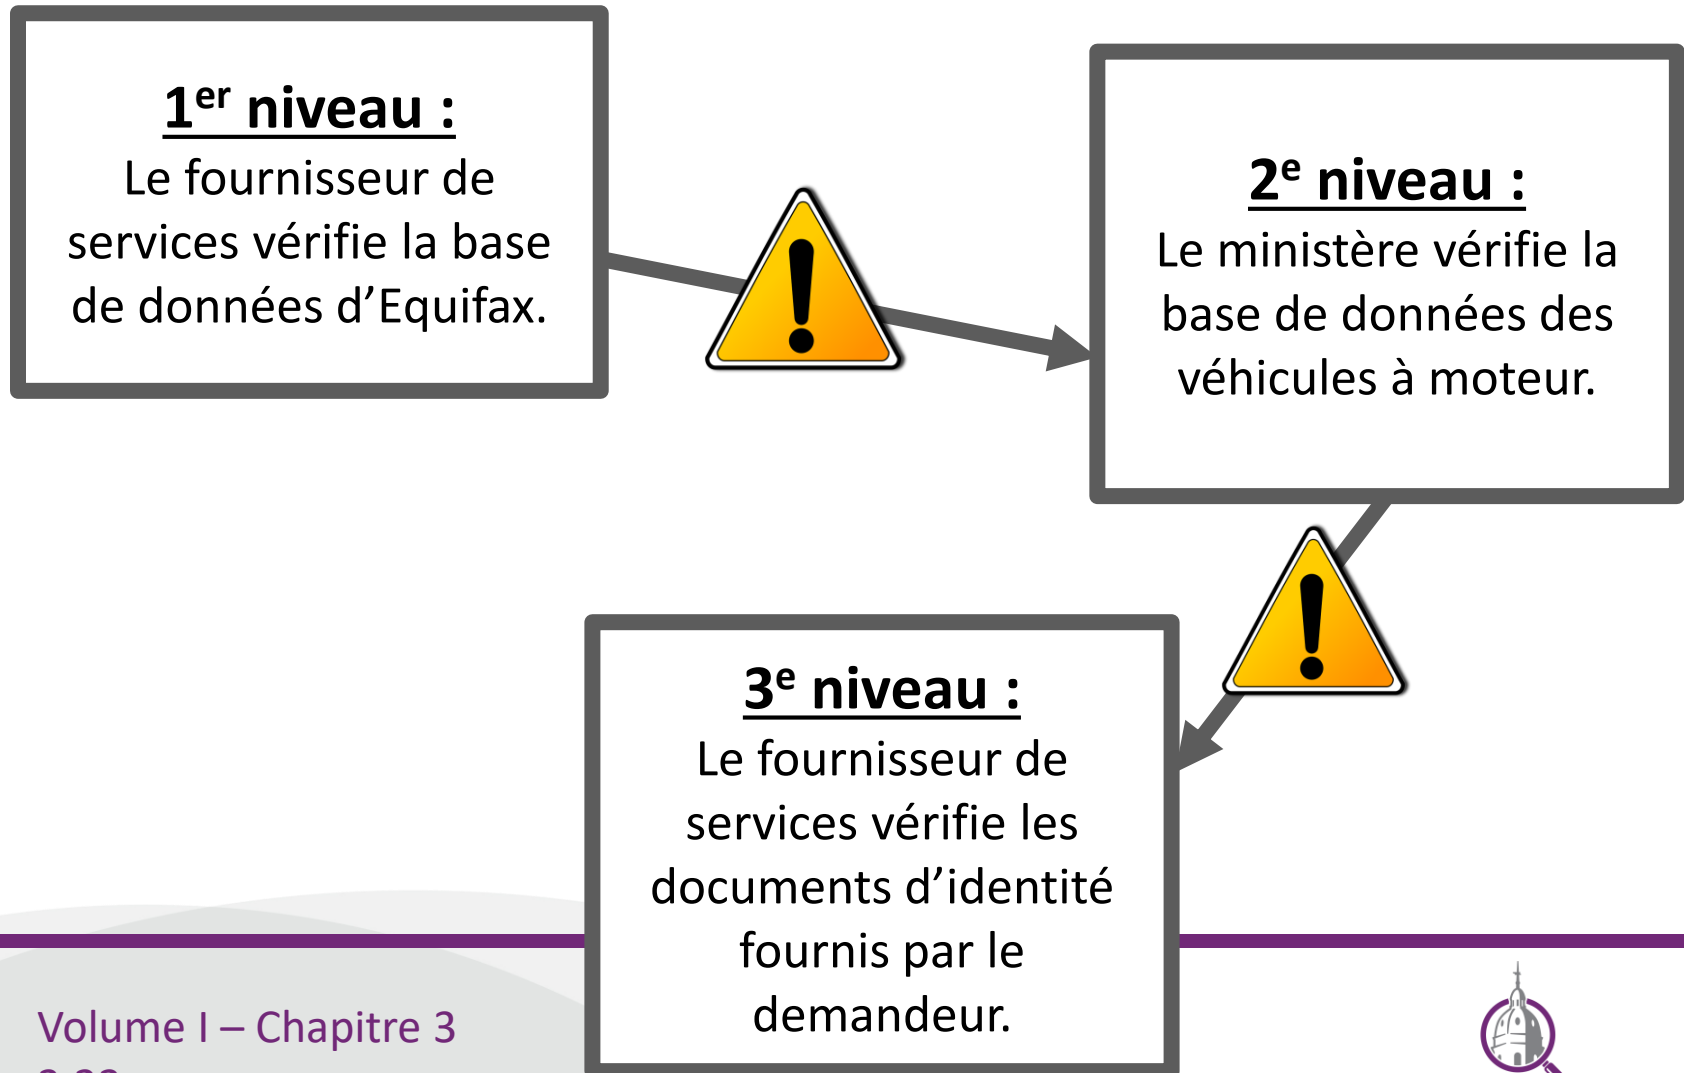 1er niveau :
Le fournisseur de
services vérifie la base
de données d’Equifax.
2e niveau :
Le ministère vérifie la
base de données des
véhicules à moteur.
3e niveau :
Le fournisseur de
services vérifie les
documents d’identité
fournis par le
demandeur.
Volume I – Chapitre 3